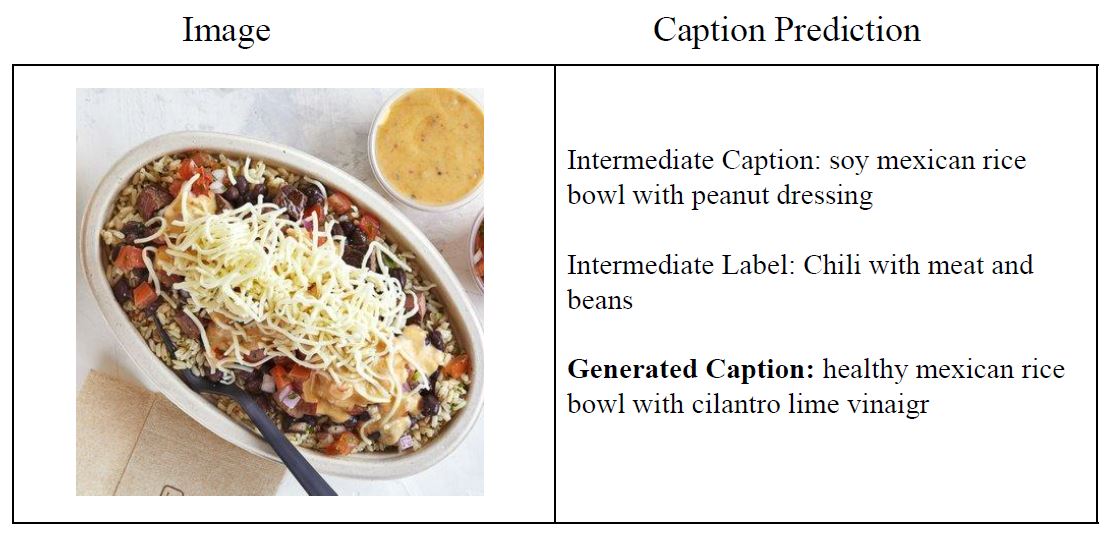 Image
Caption Prediction
Intermediate Caption: soy mexican rice
bowl with peanut dressing
Intermediate Label: Chili with meat and
beans
Generated Caption: healthy mexican rice
bowl with cilantro lime vinaigr